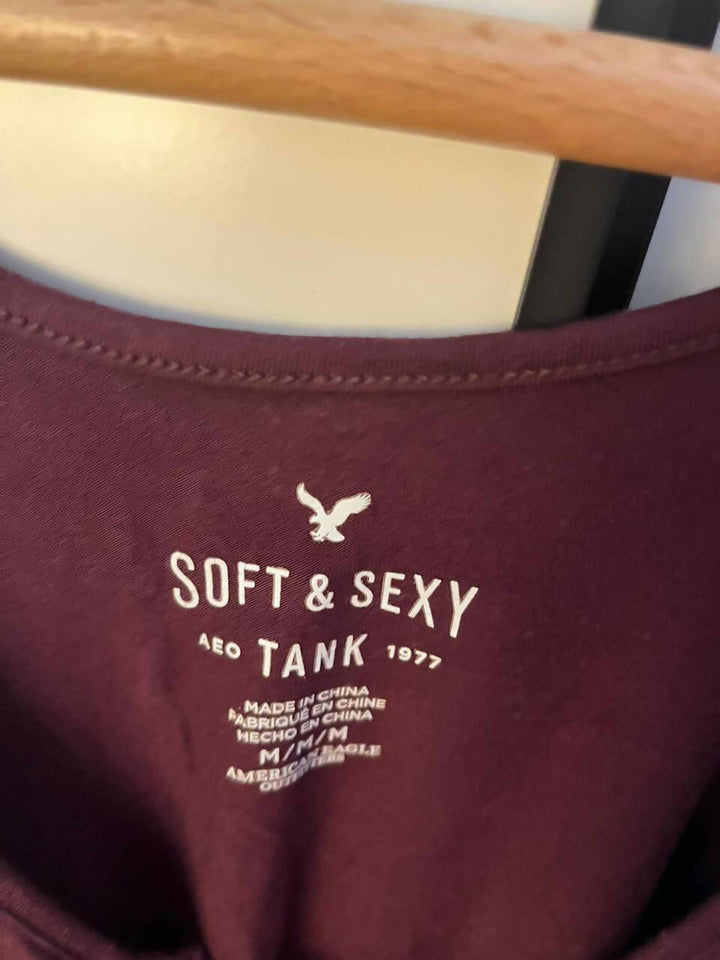 SOFT & SEXY
AEO TANK 1977
MADE IN CHINA
FABRIQUÉ EN CHINE
HECHO EN CHINA
M/M/M
AMERICAN EAGLE
OUTFITTERS